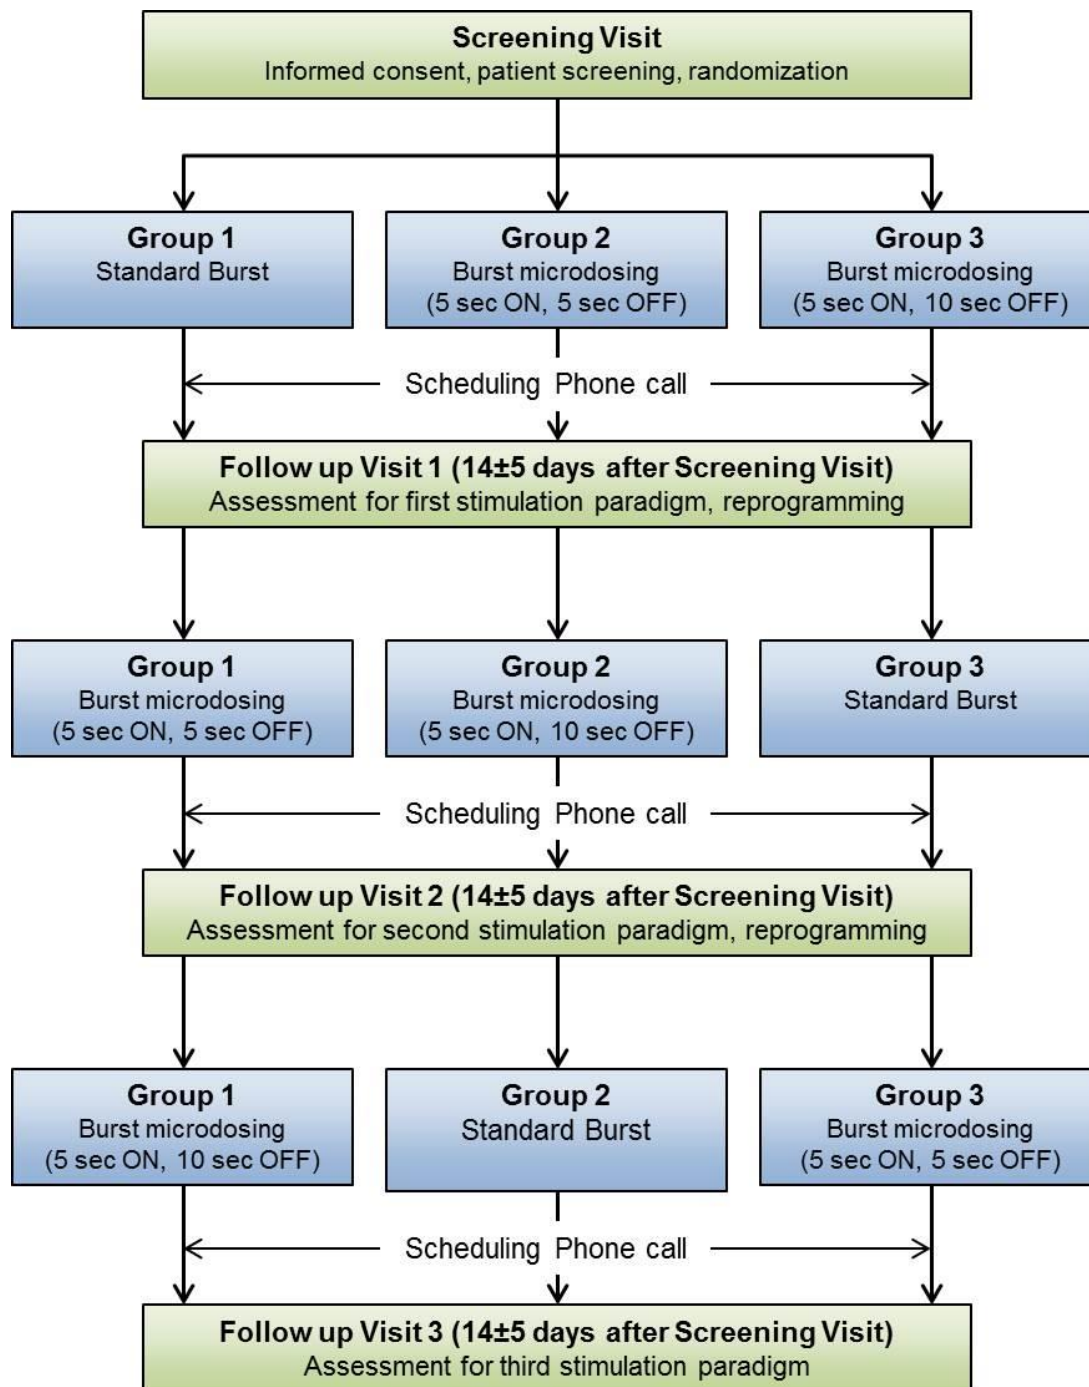 Screening Visit
Informed consent, patient screening, randomization
Group 1
Standard Burst
Group 2
Burst microdosing
(5 sec ON, 5 sec OFF)
Group 3
Burst microdosing
(5 sec ON, 10 sec OFF)
Scheduling Phone call
Follow up Visit 1 (14±5 days after Screening Visit)
Assessment for first stimulation paradigm, reprogramming
Group 1
Burst microdosing
(5 sec ON, 5 sec OFF)
Group 2
Burst microdosing
(5 sec ON, 10 sec OFF)
Group 3
Standard Burst
Scheduling Phone call
Follow up Visit 2 (14±5 days after Screening Visit)
Assessment for second stimulation paradigm, reprogramming
Group 1
Burst microdosing
(5 sec ON, 10 sec OFF)
Group 2
Standard Burst
Group 3
Burst microdosing
(5 sec ON, 5 sec OFF)
Scheduling Phone call
Follow up Visit 3 (14±5 days after Screening Visit)
Assessment for third stimulation paradigm